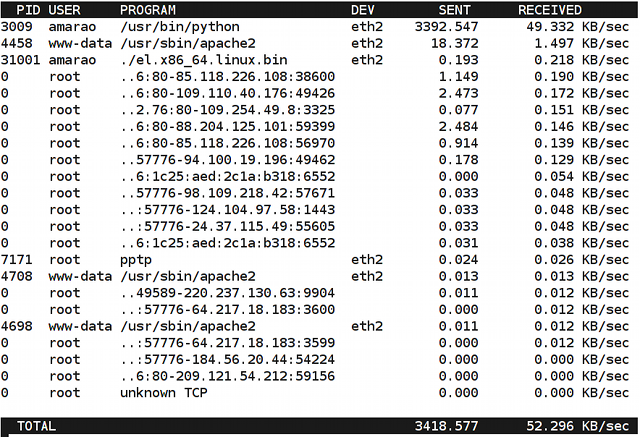 PID USER PROGRAM DEV SENT RECEIVED
3009 amarao /usr/bin/python eth2 3392.547 49.332 KB/sec
4458 www-data /usr/sbin/apache2 eth2 18.372 1.497 KB/sec
31001 amarao ./el.x86_64.linux.bin eth2 0.193 0.218 KB/sec
0 root ..6:80-85.118.226.108:38600 1.149 0.190 KB/sec
0 root ..6:80-109.110.40.176:49426 2.473 0.172 KB/sec
0 root ..2.76:80-109.254.49.8:3325 0.077 0.151 KB/sec
0 root ..6:80-88.204.125.101:59399 2.484 0.146 KB/sec
0 root ..6:80-85.118.226.108:56970 0.914 0.139 KB/sec
0 root ..57776-94.100.19.196:49462 0.178 0.129 KB/sec
0 root ..6:1c25:aed:2c1a:b318:6552 0.000 0.054 KB/sec
0 root ..57776-98.109.218.42:57671 0.033 0.048 KB/sec
0 root ..:57776-124.104.97.58:1443 0.033 0.048 KB/sec
0 root ..:57776-24.37.115.49:55605 0.033 0.048 KB/sec
0 root ..6:1c25:aed:2c1a:b318:6552 0.031 0.038 KB/sec
7171 root pptp eth2 0.024 0.026 KB/sec
4708 www-data /usr/sbin/apache2 eth2 0.013 0.013 KB/sec
0 root ..49589-220.237.130.63:9904 0.011 0.012 KB/sec
0 root ..:57776-64.217.18.183:3600 0.000 0.012 KB/sec
4698 www-data /usr/sbin/apache2 eth2 0.011 0.012 KB/sec
0 root ..:57776-64.217.18.183:3599 0.000 0.012 KB/sec
0 root ..:57776-184.56.20.44:54224 0.000 0.000 KB/sec
0 root ..6:80-209.121.54.212:59156 0.000 0.000 KB/sec
0 root unknown TCP 0.000 0.000 KB/sec
TOTAL 3418.577 52.296 KB/sec